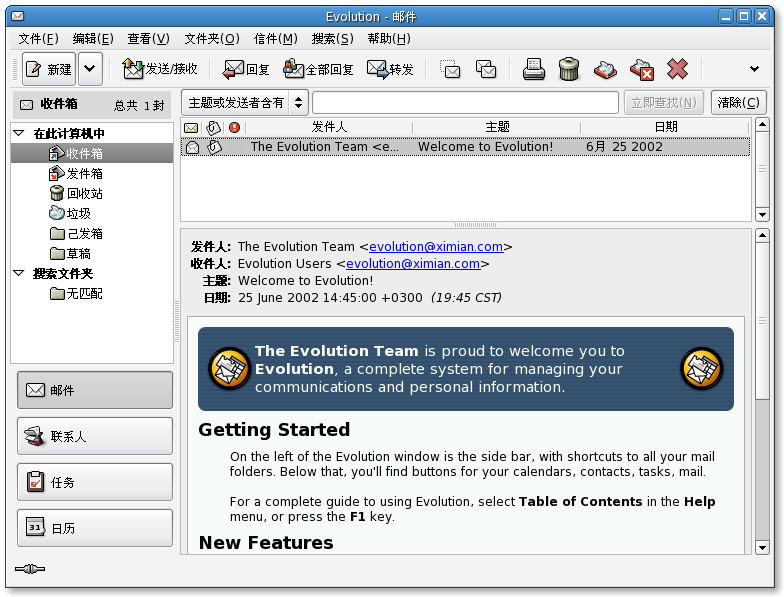 Evolution - 邮件
文件(F) 编辑(E) 查看(V) 文件夹(O) 信件(M) 搜索(S) 帮助(H)
新建 发送/接收 回复 全部回复 转发
收件箱 总共 1 封
主题或发送者含有 立即查找(N) 清除(C)
在此计算机中
收件箱
发件箱
回收站
垃圾
己发箱
草稿
搜索文件夹
无匹配
邮件
联系人
任务
31 日历
发件人 主题 日期
The Evolution Team <e... Welcome to Evolution! 6月 25 2002
发件人: The Evolution Team <evolution@ximian.com>
收件人: Evolution Users <evolution@ximian.com>
主题: Welcome to Evolution!
日期: 25 June 2002 14:45:00 +0300 (19:45 CST)
The Evolution Team is proud to welcome you to
Evolution, a complete system for managing your
communications and personal information.
Getting Started
On the left of the Evolution window is the side bar, with shortcuts to all your mail
folders. Below that, you'll find buttons for your calendars, contacts, tasks, mail.
For a complete guide to using Evolution, select Table of Contents in the Help
menu, or press the F1 key.
New Features